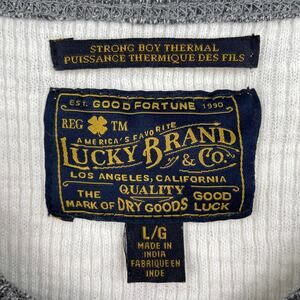 STRONG BOY THERMAL
PUISSANCE THERMIQUE DES FILS
EST. GOOD FORTUNE 1990
REG TM
AMERICA'S FAVORITE
LUCKY BRAND
& CO.
LOS ANGELES, CALIFORNIA
THE QUALITY GOOD
MARK OF DRY GOODS LUCK
L/G
MADE IN
INDIA
FABRIQUE EN
INDE